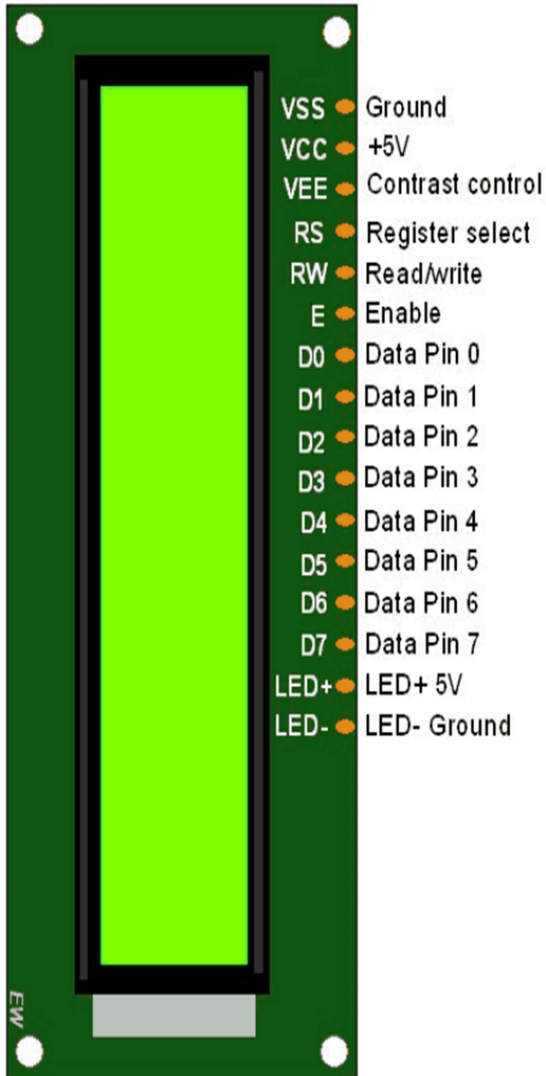 VSS Ground
VCC +5V
VEE Contrast control
RS Register select
RW Read/write
E Enable
D0 Data Pin 0
D1 Data Pin 1
D2 Data Pin 2
D3 Data Pin 3
D4 Data Pin 4
D5 Data Pin 5
D6 Data Pin 6
D7 Data Pin 7
LED+ LED+ 5V
LED- LED- Ground
EW